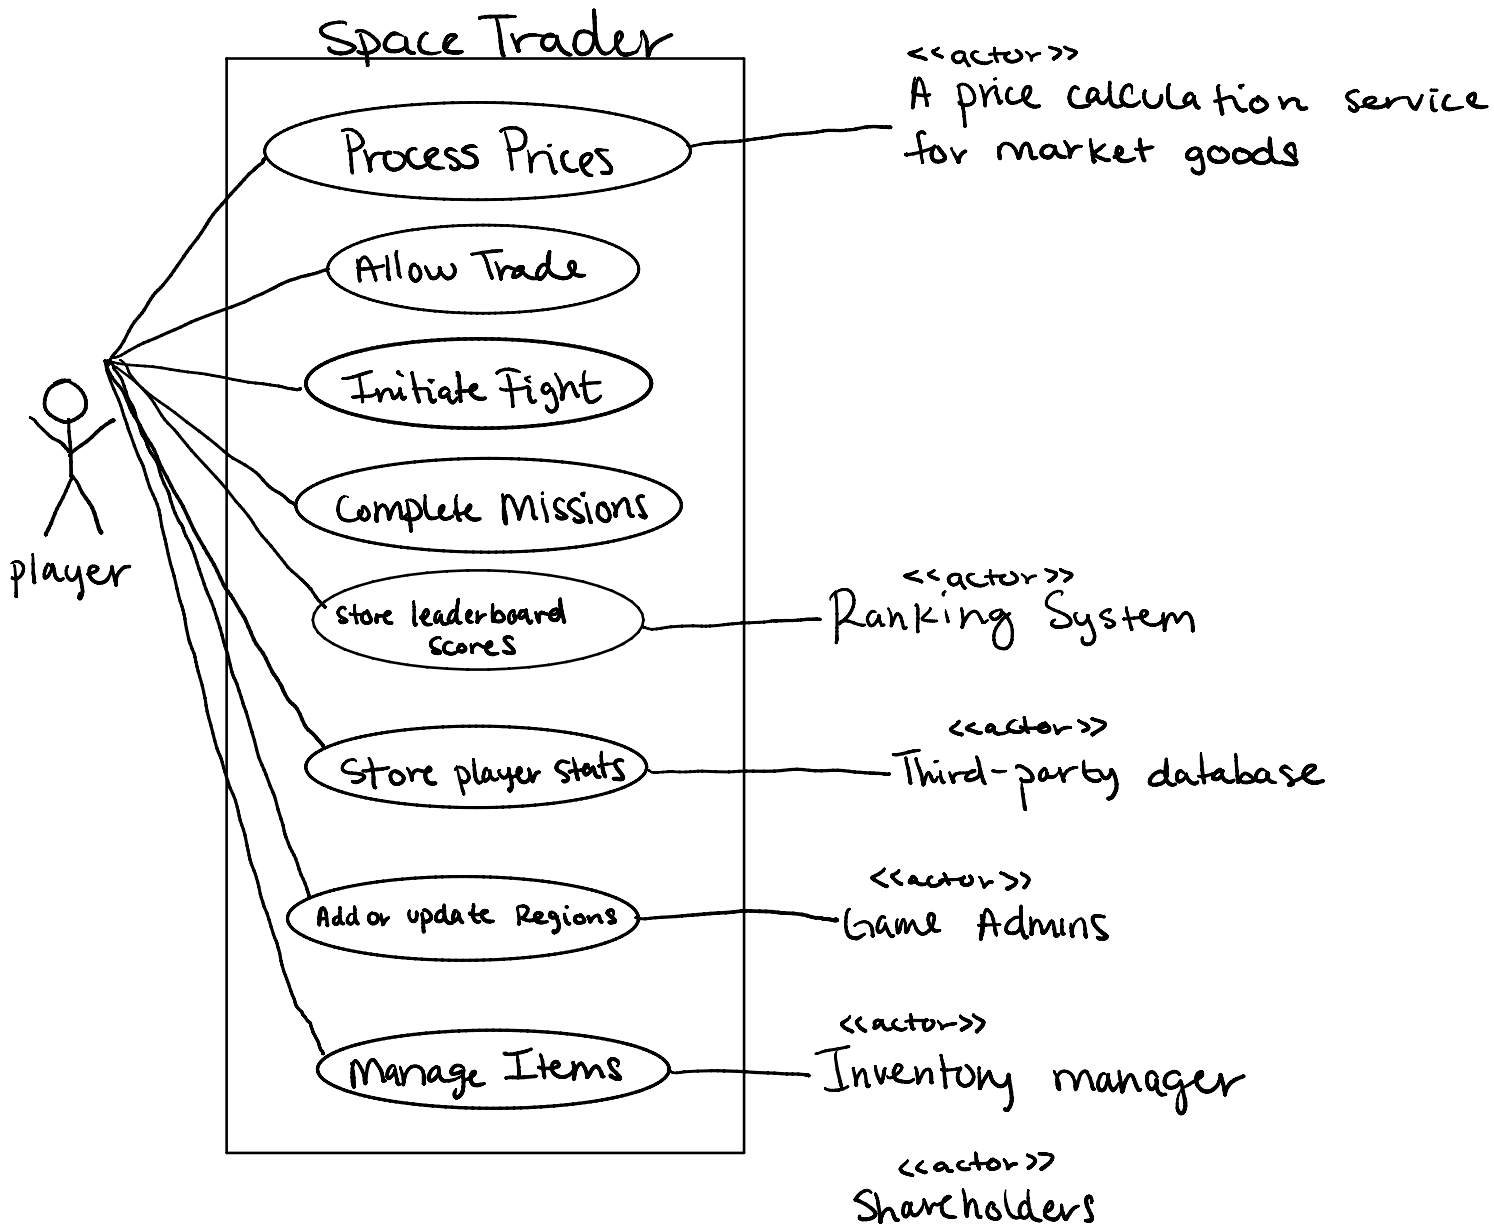 Space Trader
<<actor>>
A price calculation service
for market goods
Process Prices
Allow Trade
Initiate Fight
Complete Missions
player
<<actor>>
Ranking System
Store leaderboard
scores
<<actor>>
Third-party database
Store player stats
<<actor>>
Game Admins
Add or update Regions
<<actor>>
Inventory manager
Manage Items
<<actor>>
Shareholders